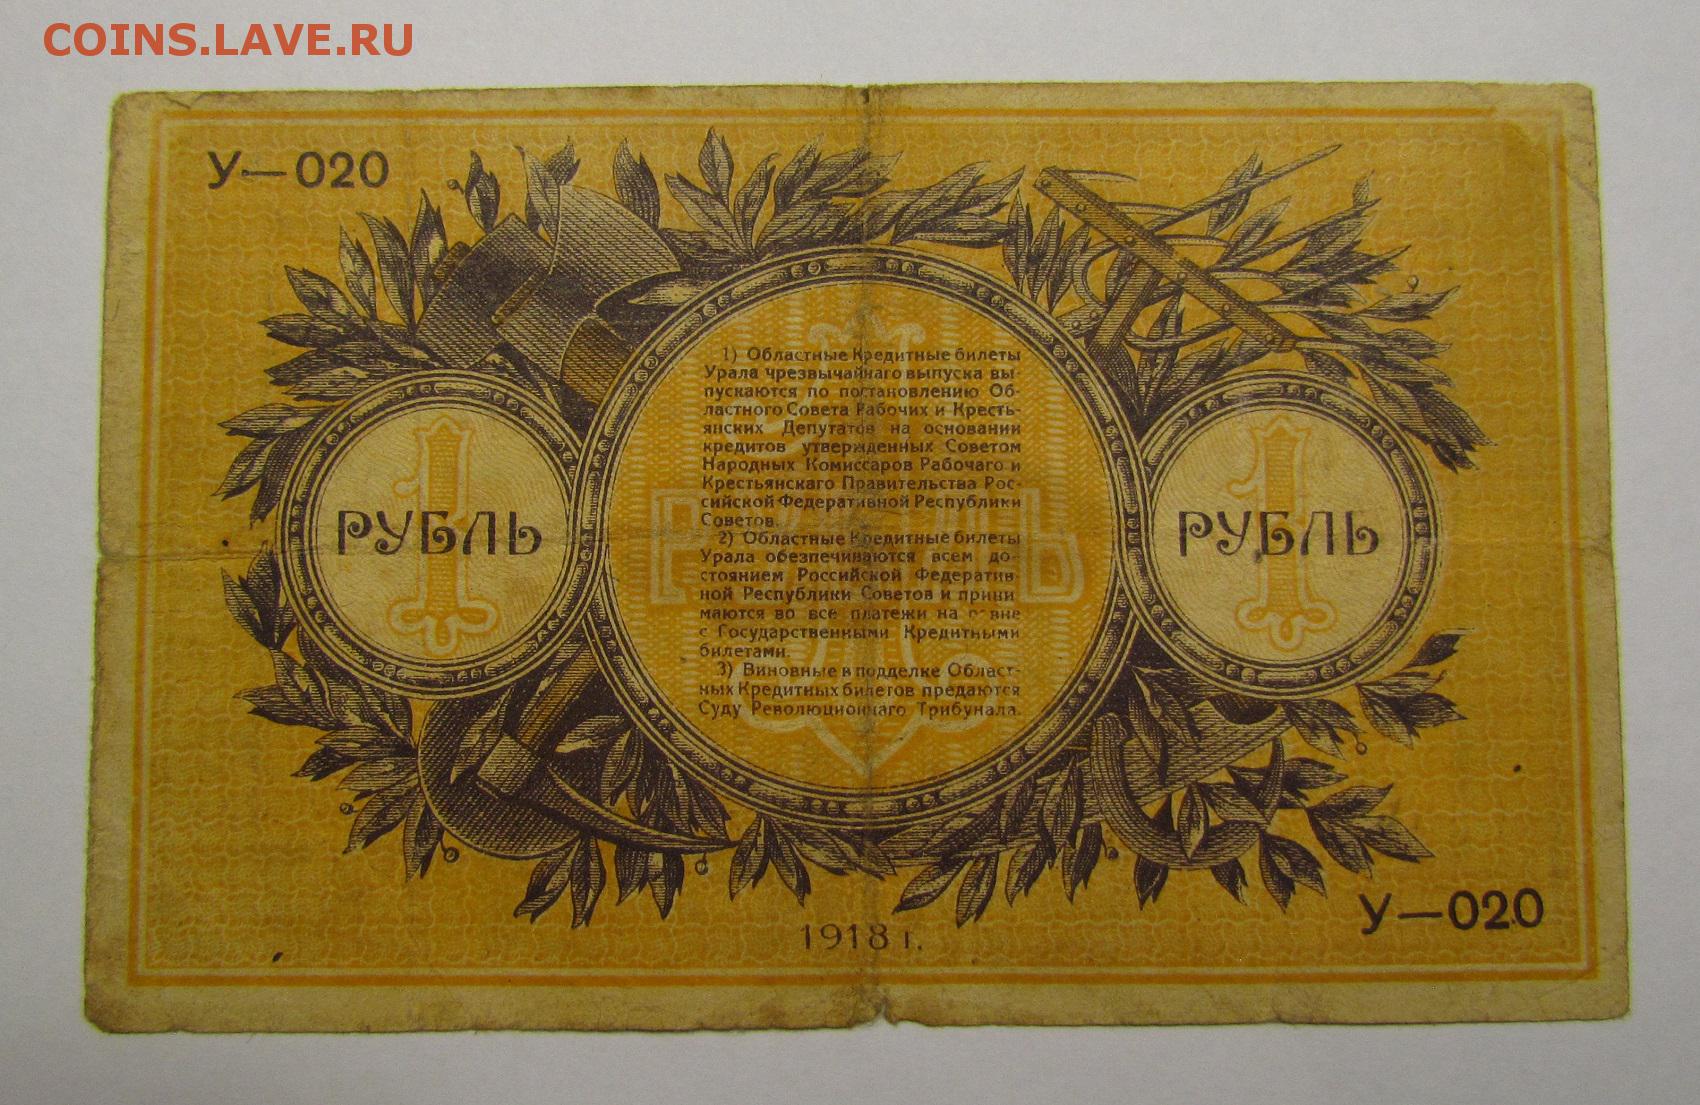 COINS.LAVE.RU
У—020
1) Областные Кредитные билеты
Урала чрезвычайнаго выпуска вы-
пускаются по постановлению Об-
ластного Совета Рабочих и Кресть-
янских Депутатов на основании
кредитов утвержденных Советом
Народных Комиссаров Рабочаго и
Крестьянскаго Правительства Рос-
сийской Федеративной Республики
Советов.
2) Областные Кредитные билеты
Урала обезпечиваются всем до-
стоянием Российской Федератив-
ной Республики Советов и прини
маются во все платежи на равне
с Государственными Кредитными
билетами.
3) Виновные в подделке Област-
ных Кредитных билетов предаются
Суду Революционнаго Трибунала.
1
РУБЛЬ
РУБЛЬ
1
РУБЛЬ
У—020
1918 г.